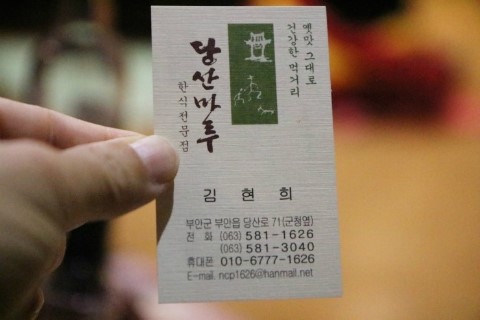 옛맛 그대로
건강한 먹거리
당산마루
한식전문점
김현희
부안군 부안읍 당산로 71(군청옆)
전 화 (063) 581-1626
(063) 581-3040
휴대폰 010-6777-1626
E-mail. ncp1626@hanmail.net